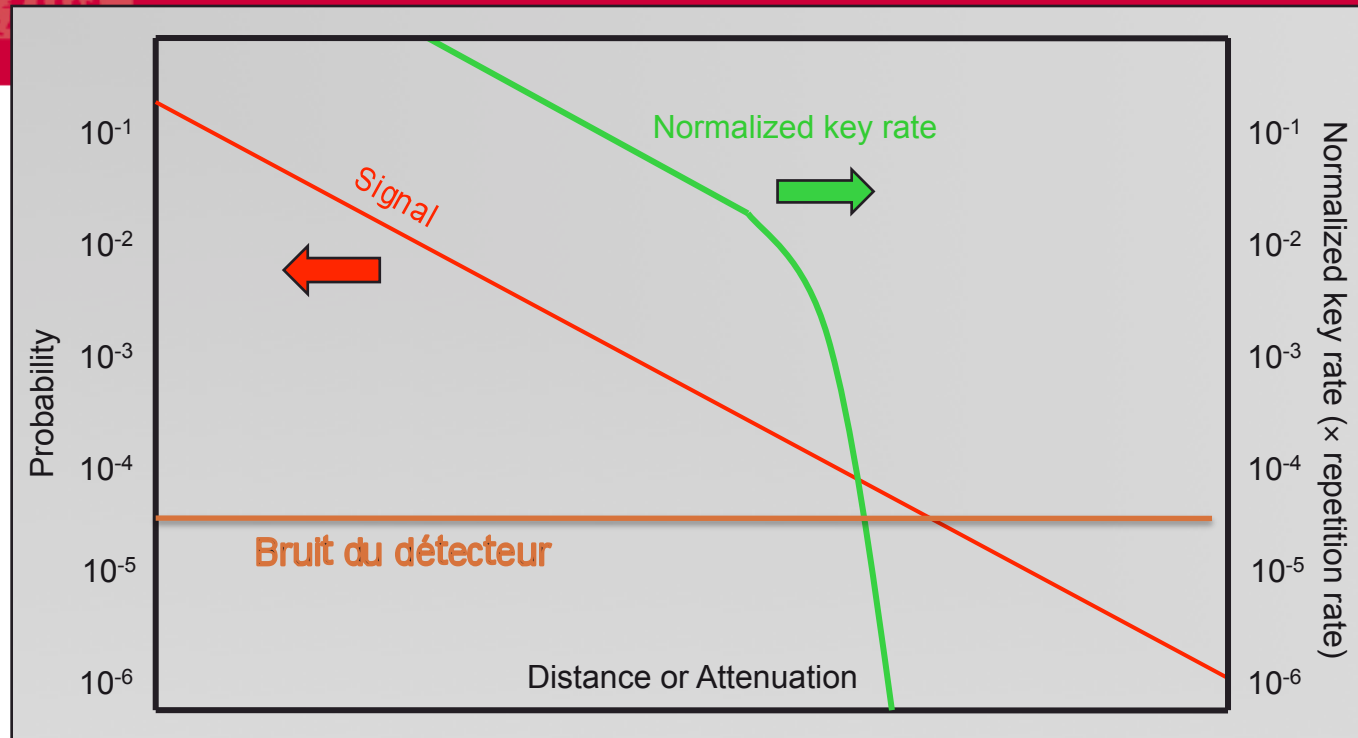 Probability
10⁻¹
10⁻²
10⁻³
10⁻⁴
10⁻⁵
10⁻⁶
Signal
Normalized key rate
Bruit du détecteur
Distance or Attenuation
10⁻¹
10⁻²
10⁻³
10⁻⁴
10⁻⁵
10⁻⁶
Normalized key rate (× repetition rate)